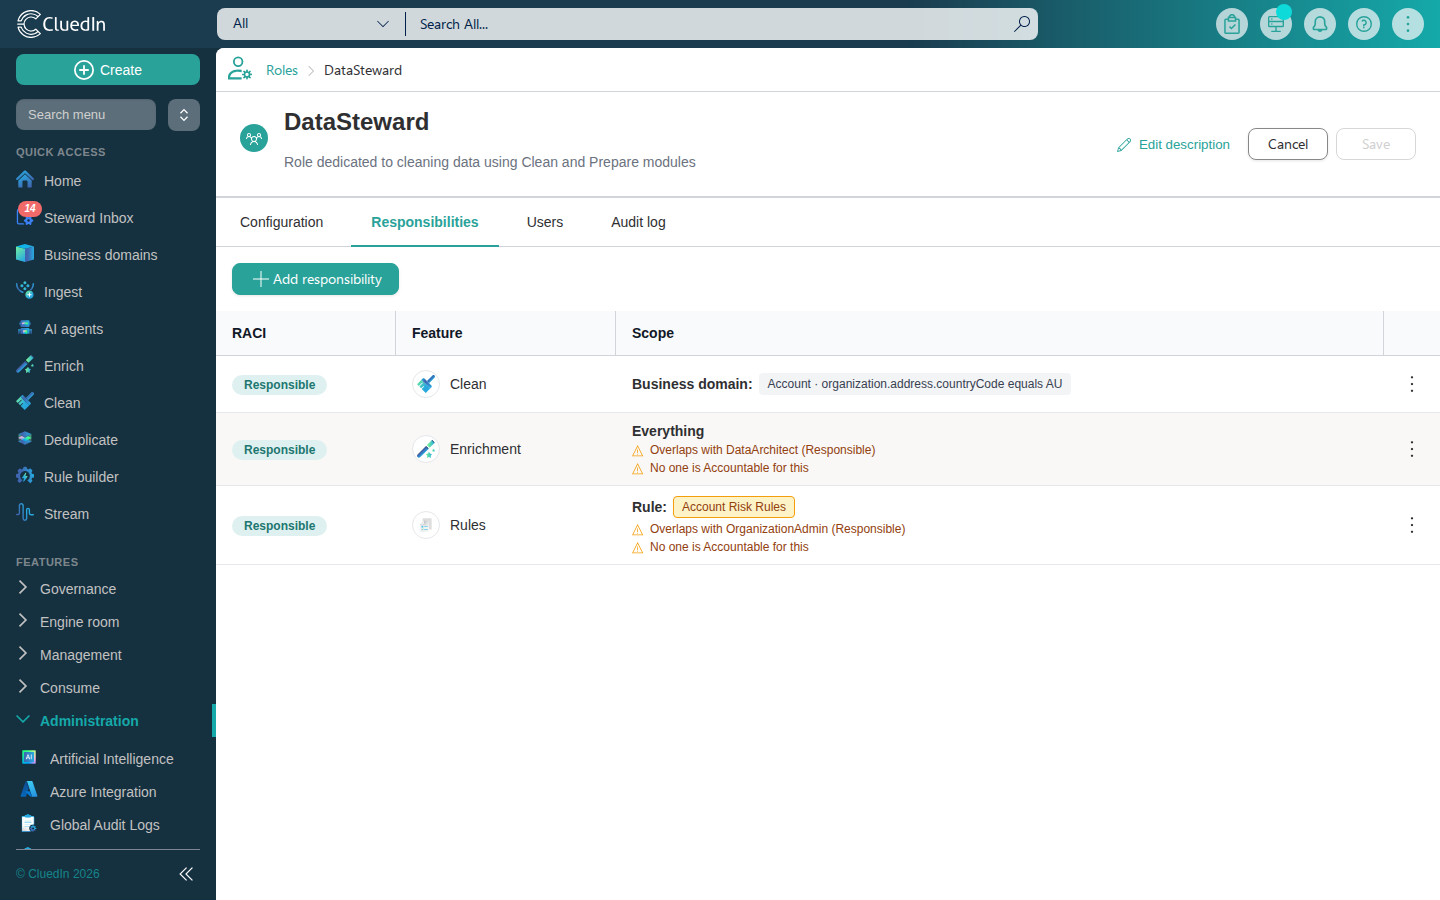 CluedIn
All
Search All...
Create
Search menu
QUICK ACCESS
Home
14
Steward Inbox
Business domains
Ingest
AI agents
Enrich
Clean
Deduplicate
Rule builder
Stream
FEATURES
Governance
Engine room
Management
Consume
Administration
Artificial Intelligence
Azure Integration
Global Audit Logs
© CluedIn 2026
Roles
DataSteward
DataSteward
Role dedicated to cleaning data using Clean and Prepare modules
Edit description
Cancel
Save
Configuration
Responsibilities
Users
Audit log
Add responsibility
RACI
Feature
Scope
Responsible
Clean
Business domain:
Account · organization.address.countryCode equals AU
Responsible
Enrichment
Everything
Overlaps with DataArchitect (Responsible)
No one is Accountable for this
Responsible
Rules
Rule:
Account Risk Rules
Overlaps with OrganizationAdmin (Responsible)
No one is Accountable for this